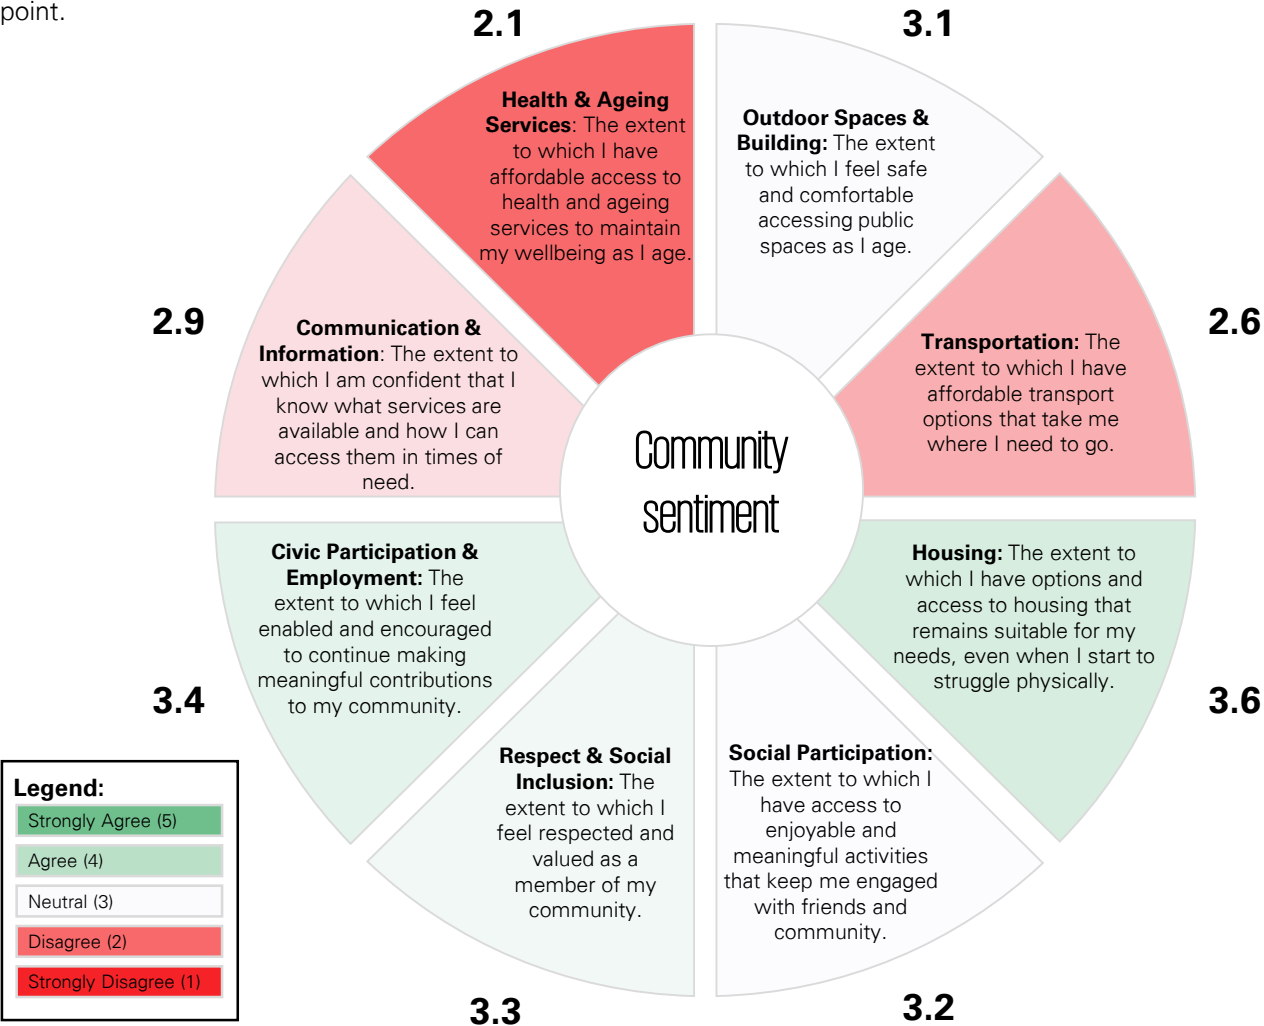 point.
2.1
Health & Ageing
Services: The extent
to which I have
affordable access to
health and ageing
services to maintain
my wellbeing as I age.
3.1
Outdoor Spaces &
Building: The extent
to which I feel safe
and comfortable
accessing public
spaces as I age.
2.9
Communication &
Information: The extent to
which I am confident that I
know what services are
available and how I can
access them in times of
need.
2.6
Transportation: The
extent to which I have
affordable transport
options that take me
where I need to go.
Community
sentiment
Civic Participation &
Employment: The
extent to which I feel
enabled and encouraged
to continue making
meaningful contributions
to my community.
3.4
Housing: The extent to
which I have options and
access to housing that
remains suitable for my
needs, even when I start to
struggle physically.
3.6
Respect & Social
Inclusion: The
extent to which I
feel respected and
valued as a
member of my
community.
3.3
Social Participation:
The extent to which I
have access to
enjoyable and
meaningful activities
that keep me engaged
with friends and
community.
3.2
Legend:
Strongly Agree (5)
Agree (4)
Neutral (3)
Disagree (2)
Strongly Disagree (1)